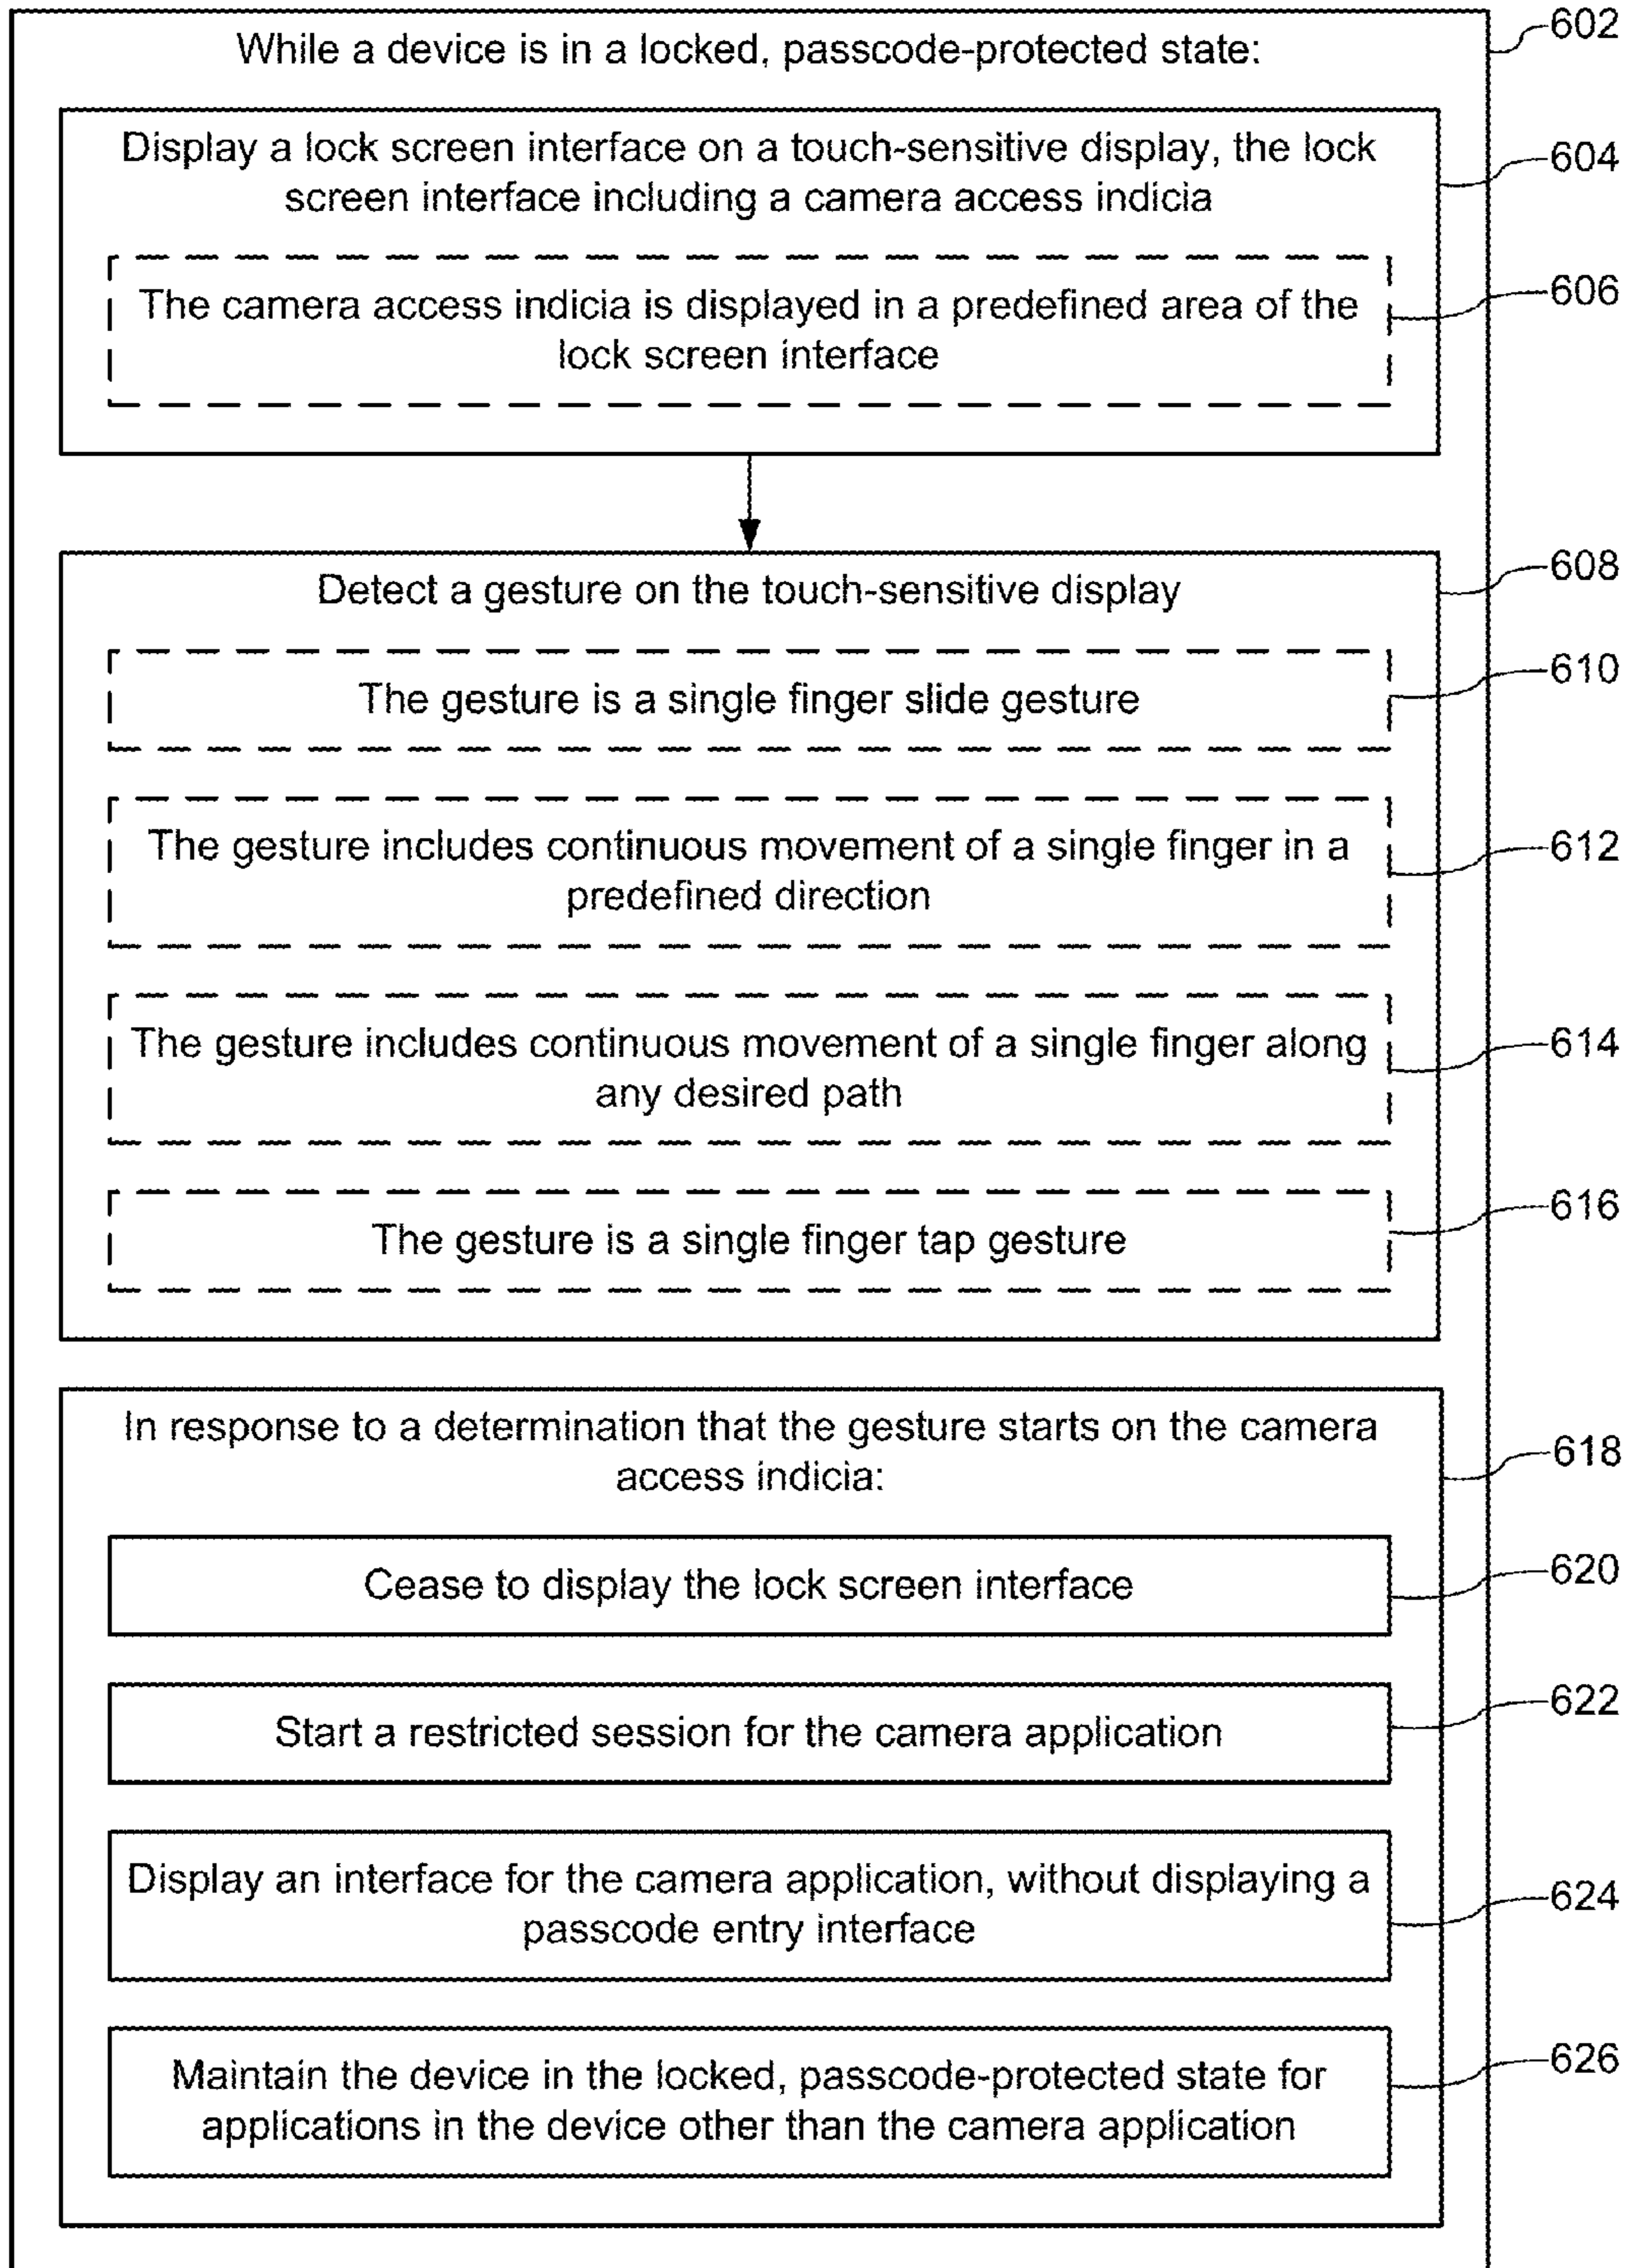 While a device is in a locked, passcode-protected state:
602
Display a lock screen interface on a touch-sensitive display, the lock
screen interface including a camera access indicia
604
The camera access indicia is displayed in a predefined area of the
lock screen interface
606
Detect a gesture on the touch-sensitive display
608
The gesture is a single finger slide gesture
610
The gesture includes continuous movement of a single finger in a
predefined direction
612
The gesture includes continuous movement of a single finger along
any desired path
614
The gesture is a single finger tap gesture
616
In response to a determination that the gesture starts on the camera
access indicia:
618
Cease to display the lock screen interface
620
Start a restricted session for the camera application
622
Display an interface for the camera application, without displaying a
passcode entry interface
624
Maintain the device in the locked, passcode-protected state for
applications in the device other than the camera application
626